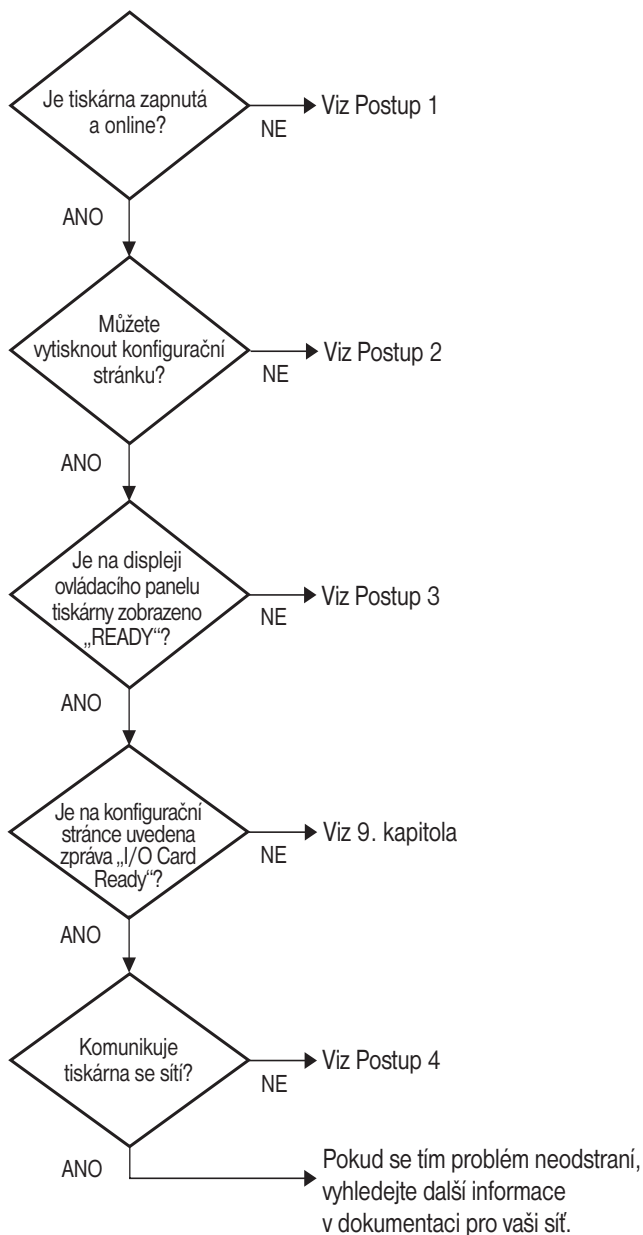 Je tiskárna zapnutá
a online?
Viz Postup 1
NE
ANO
Můžete
vytisknout konfigurační
stránku?
Viz Postup 2
NE
ANO
Je na displeji
ovládacího panelu
tiskárny zobrazeno
„READY“?
Viz Postup 3
NE
ANO
Je na konfigurační
stránce uvedena
zpráva „I/O Card
Ready“?
Viz 9. kapitola
NE
ANO
Komunikuje
tiskárna se sítí?
Viz Postup 4
NE
ANO
Pokud se tím problém neodstraní,
vyhledejte další informace
v dokumentaci pro vaši síť.